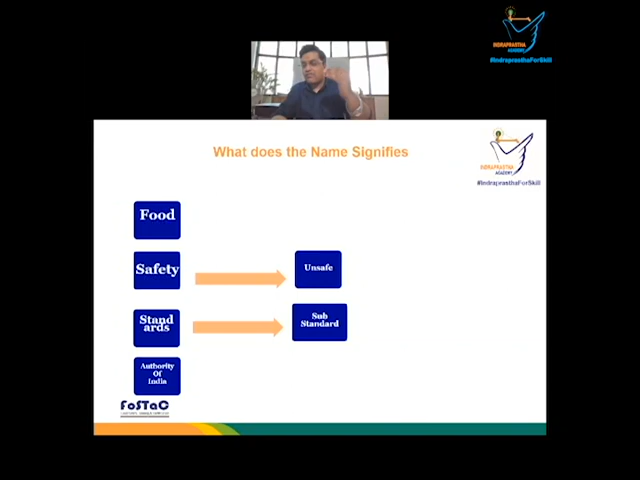 INDRAPRASTHA
ACADEMY
#IndraprasthaForSkill
What does the Name Signifies
INDRAPRASTHA
ACADEMY
#IndraprasthaForSkill
Food
Safety
Unsafe
Stand
ards
Sub
Standard
Authority
Of
India
FoSTaC